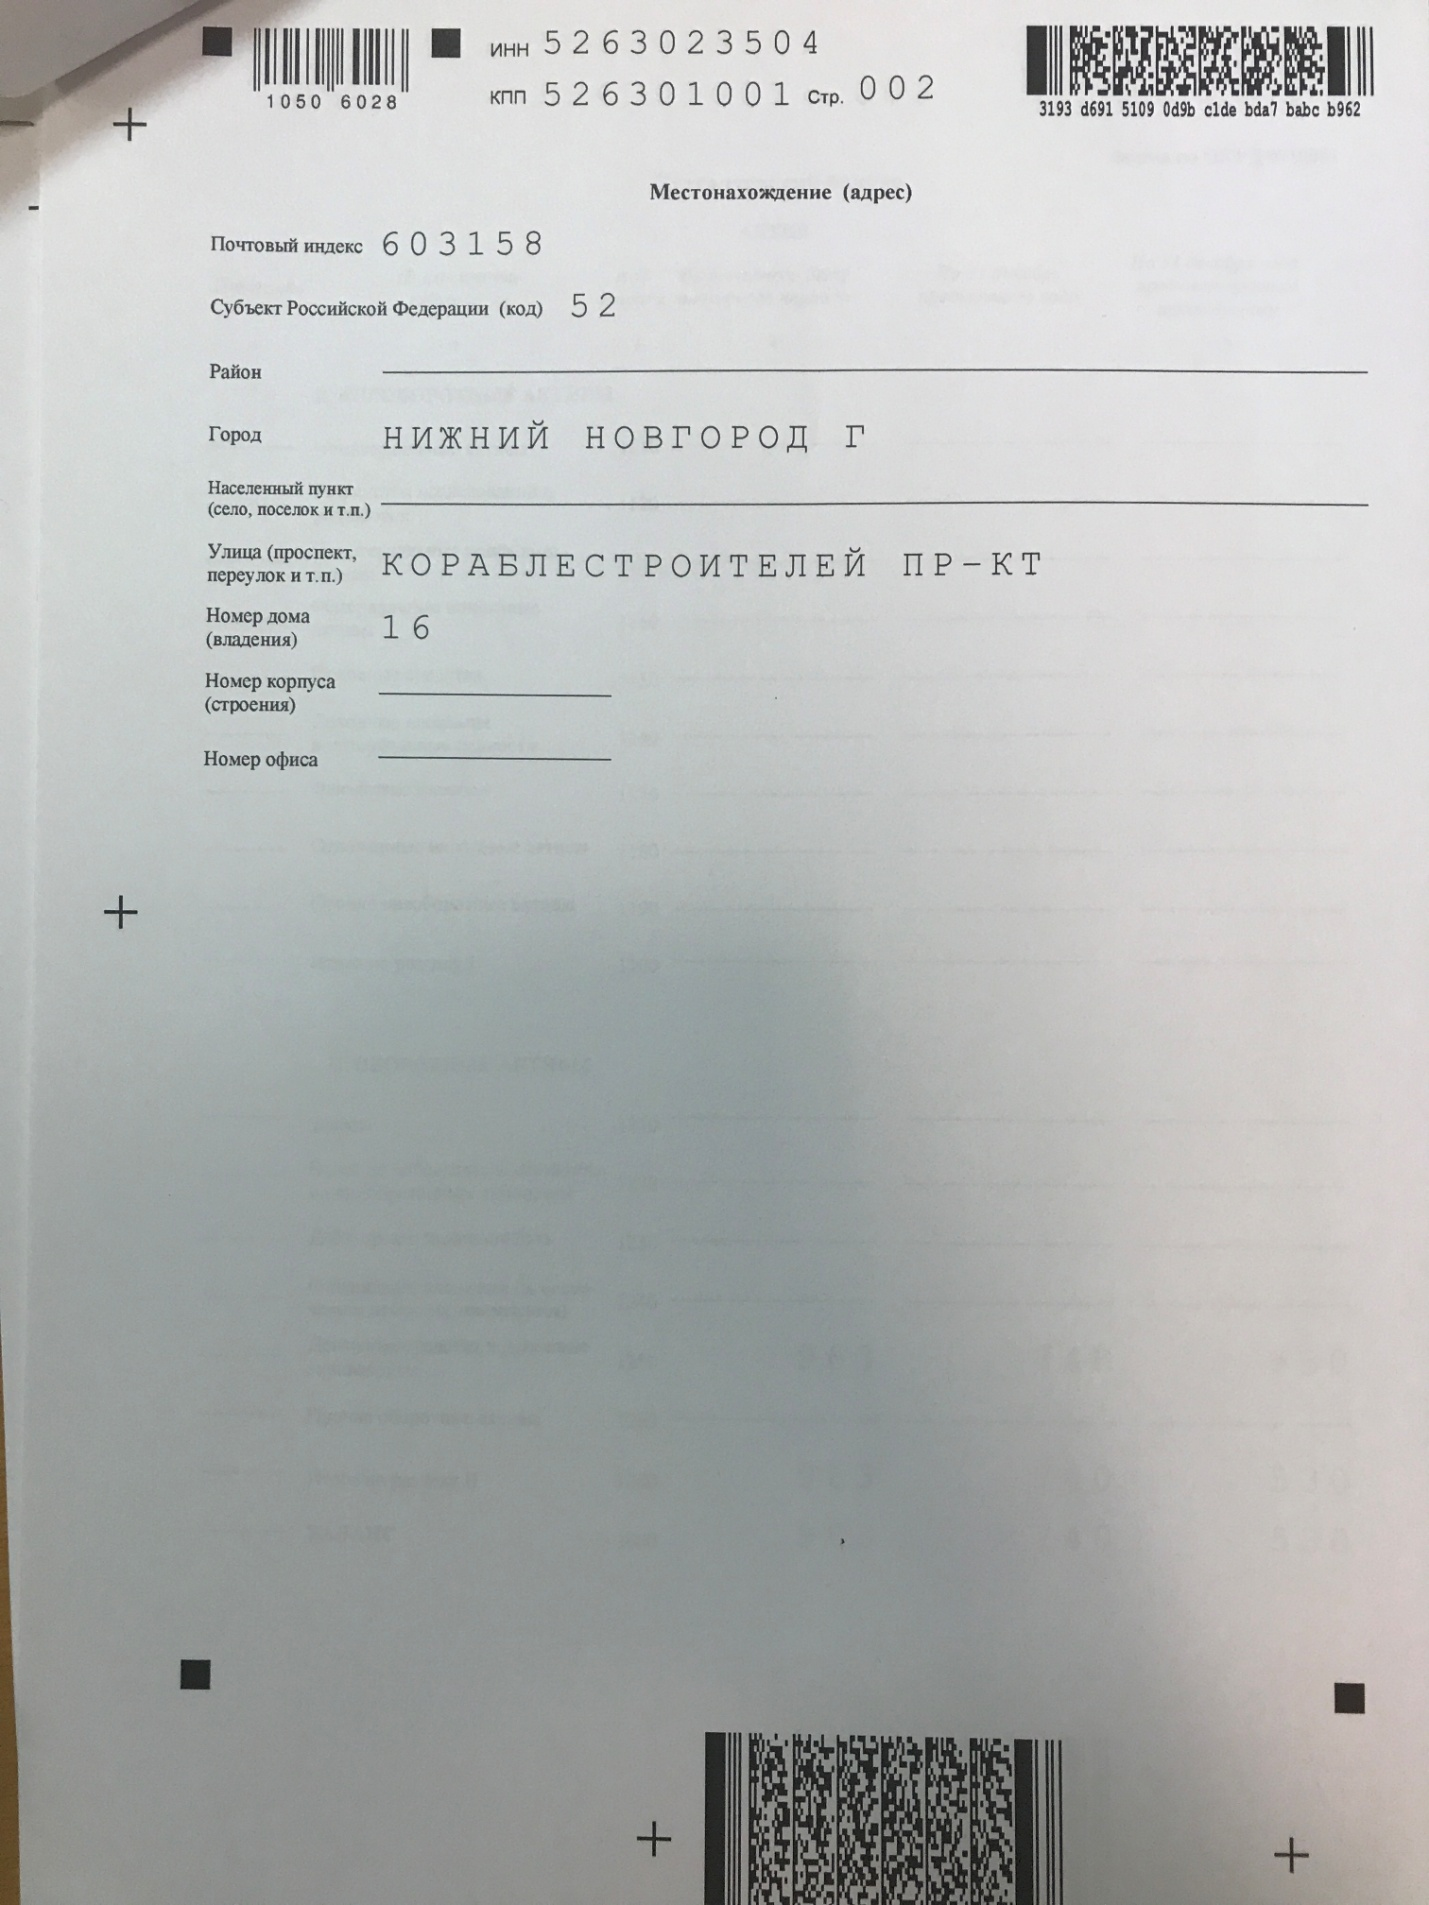 1050 6028
ИНН 5263023504
КПП 526301001 Стр. 002
3193 d691 5109 0d9b c1de bda7 babc b962
Местонахождение (адрес)
Почтовый индекс 603158
Субъект Российской Федерации (код) 52
Район
Город НИЖНИЙ НОВГОРОД Г
Населенный пункт
(село, поселок и т.п.)
Улица (проспект,
переулок и т.п.) КОРАБЛЕСТРОИТЕЛЕЙ ПР-КТ
Номер дома
(владения) 16
Номер корпуса
(строения)
Номер офиса